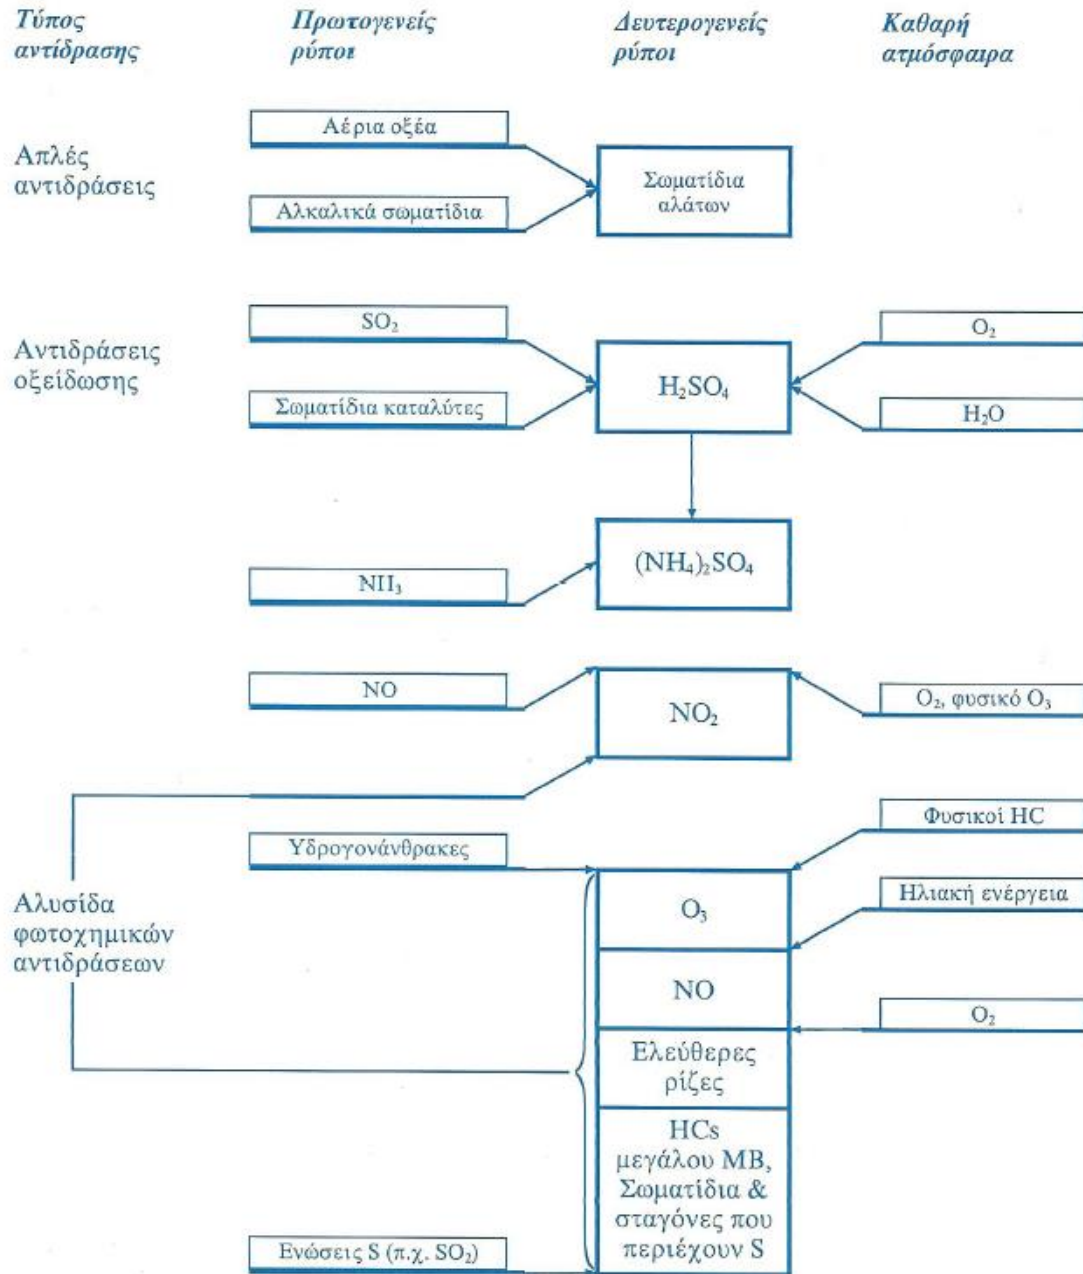 Τύπος
αντίδρασης
Πρωτογενείς
ρύποι
Δευτερογενείς
ρύποι
Καθαρή
ατμόσφαιρα
Απλές
αντιδράσεις
Αέρια οξέα
Αλκαλικά σωματίδια
Σωματίδια
αλάτων
Αντιδράσεις
οξείδωσης
SO₂
Σωματίδια καταλύτες
H₂SO₄
O₂
H₂O
NH₃
(NH₄)₂SO₄
NO
NO₂
O₂, φυσικό O₃
Αλυσίδα
φωτοχημικών
αντιδράσεων
Υδρογονάνθρακες
Φυσικοί HC
O₃
Ηλιακή ενέργεια
NO
O₂
Ελεύθερες
ρίζες
HCs
μεγάλου ΜΒ,
Σωματίδια &
σταγόνες που
περιέχουν S
Ενώσεις S (π.χ. SO₂)